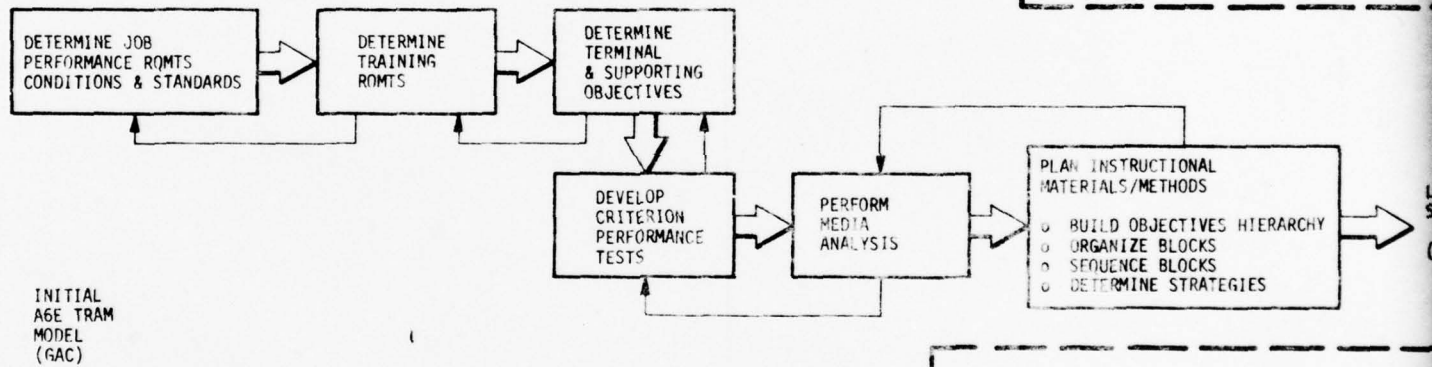 DETERMINE JOB
PERFORMANCE RQMTS
CONDITIONS & STANDARDS
DETERMINE
TRAINING
RQMTS
DETERMINE
TERMINAL
& SUPPORTING
OBJECTIVES
DEVELOP
CRITERION
PERFORMANCE
TESTS
PERFORM
MEDIA
ANALYSIS
PLAN INSTRUCTIONAL
MATERIALS/METHODS
o BUILD OBJECTIVES HIERARCHY
o ORGANIZE BLOCKS
o SEQUENCE BLOCKS
o DETERMINE STRATEGIES
INITIAL
A6E TRAM
MODEL
(GAC)